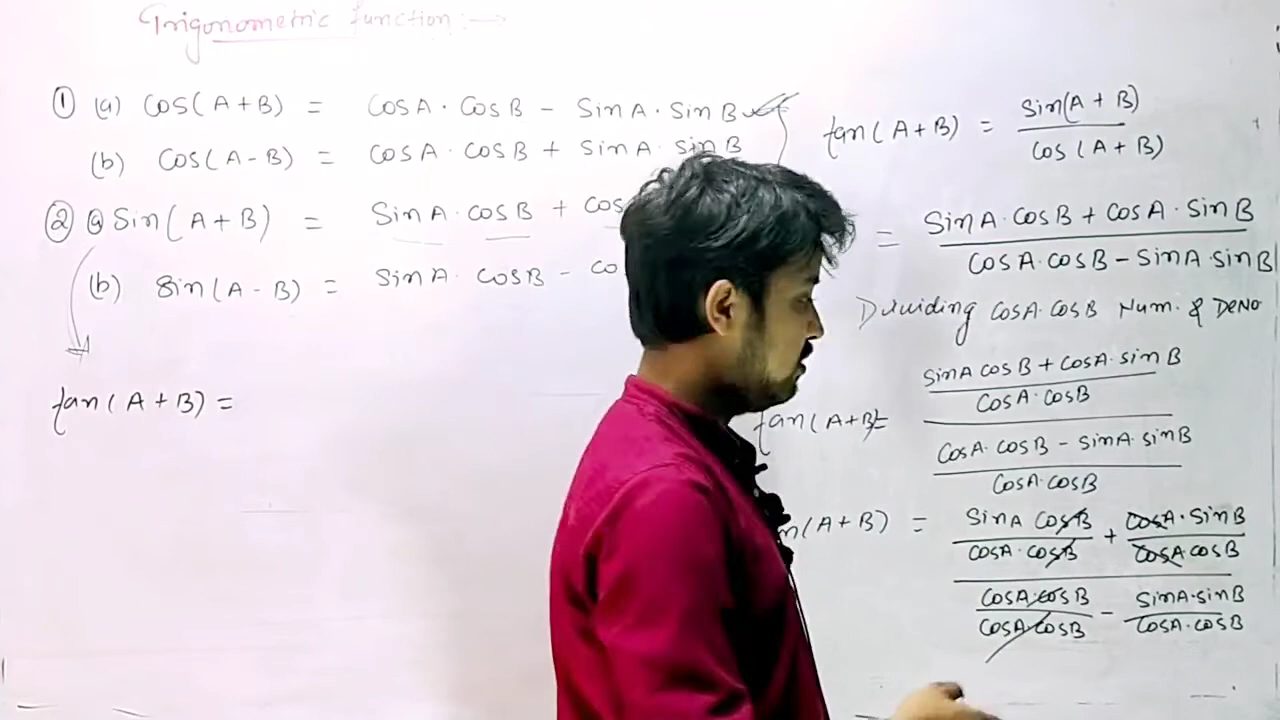 Trigonometric function :→
① (a) cos(A+B) = cosA · cosB − sinA · sinB
(b) cos(A-B) = cosA · cosB + sinA · sinB
② (a) Sin(A+B) = SinA · cosB + cos
(b) sin(A-B) = sinA · cosB − co
tan(A+B) =
tan(A+B) = sin(A+B) / cos(A+B)
= SinA · cosB + cosA · sinB / cosA · cosB − sinA · sinB
Dividing cosA · cosB Num. & DeNO
tan(A+B) = sinA cosB + cosA · sinB / cosA · cosB / cosA · cosB − sinA · sinB / cosA · cosB
n(A+B) = SinA cosB / cosA · cosB + cosA · sinB / cosA cosB / cosA cosB / cosA cosB − sinA · sinB / cosA · cosB